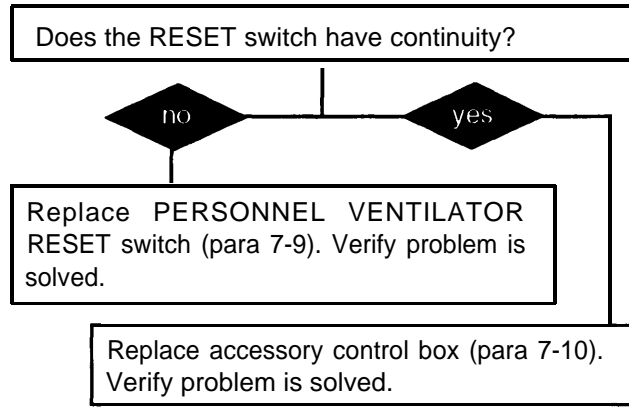 Does the RESET switch have continuity?
no
yes
Replace PERSONNEL VENTILATOR
RESET switch (para 7-9). Verify problem is
solved.
Replace accessory control box (para 7-10).
Verify problem is solved.